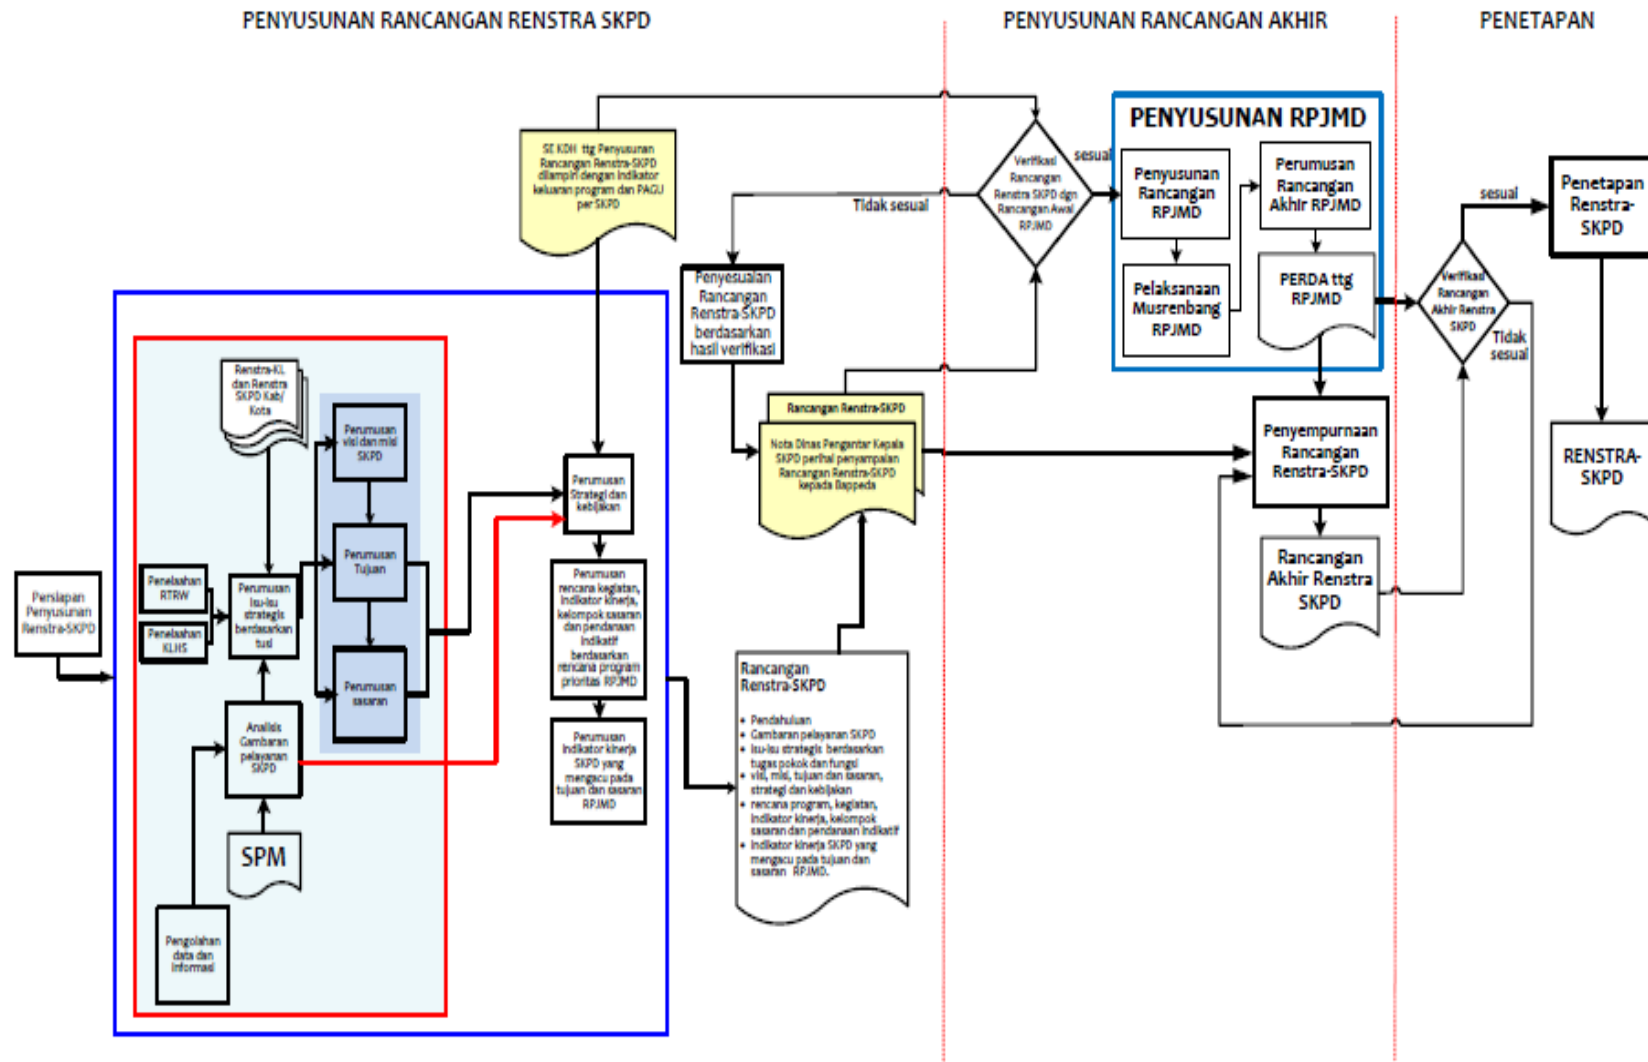 PENYUSUNAN RANCANGAN RENSTRA SKPD
PENYUSUNAN RANCANGAN AKHIR
PENETAPAN
SE KDH ttg Penyusunan
Rancangan Renstra-SKPD
dilampiri dengan indikator
keluaran program dan PAGU
per SKPD
Verifikasi
Rancangan
Renstra SKPD dgn
Rancangan Awal
RPJMD
sesuai
Tidak sesuai
PENYUSUNAN RPJMD
Penyusunan
Rancangan
RPJMD
Perumusan
Rancangan
Akhir RPJMD
Pelaksanaan
Musrenbang
RPJMD
PERDA ttg
RPJMD
sesuai
Penetapan
Renstra-
SKPD
Verifikasi
Rancangan
Akhir Renstra
SKPD
Tidak
sesuai
Penyesuaian
Rancangan
Renstra-SKPD
berdasarkan
hasil verifikasi
Renstra-KL
dan Renstra
SKPD Kab/
Kota
Perumusan
visi dan misi
SKPD
Rancangan Renstra-SKPD
Nota Dinas Pengantar Kepala
SKPD perihal penyampaian
Rancangan Renstra-SKPD
kepada Bappeda
Penyempurnaan
Rancangan
Renstra-SKPD
RENSTRA-
SKPD
Perumusan
Strategi dan
kebijakan
Perumusan
Tujuan
Persiapan
Penyusunan
Renstra-SKPD
Penelaahan
RTRW
Penelaahan
KLHS
Perumusan
Isu-isu
strategis
berdasarkan
tusi
Perumusan
rencana kegiatan,
indikator kinerja,
kelompok sasaran
dan pendanaan
indikatif
berdasarkan
rencana program
prioritas RPJMD
Rancangan
Akhir Renstra
SKPD
Perumusan
sasaran
Analisis
Gambaran
pelayanan
SKPD
Perumusan
indikator kinerja
SKPD yang
mengacu pada
tujuan dan sasaran
RPJMD
Rancangan
Renstra-SKPD
• Pendahuluan
• Gambaran pelayanan SKPD
• isu-isu strategis berdasarkan
tugas pokok dan fungsi
• visi, misi, tujuan dan sasaran,
strategi dan kebijakan
• rencana program, kegiatan,
indikator kinerja, kelompok
sasaran dan pendanaan indikatif
• indikator kinerja SKPD yang
mengacu pada tujuan dan
sasaran RPJMD.
SPM
Pengolahan
data dan
informasi